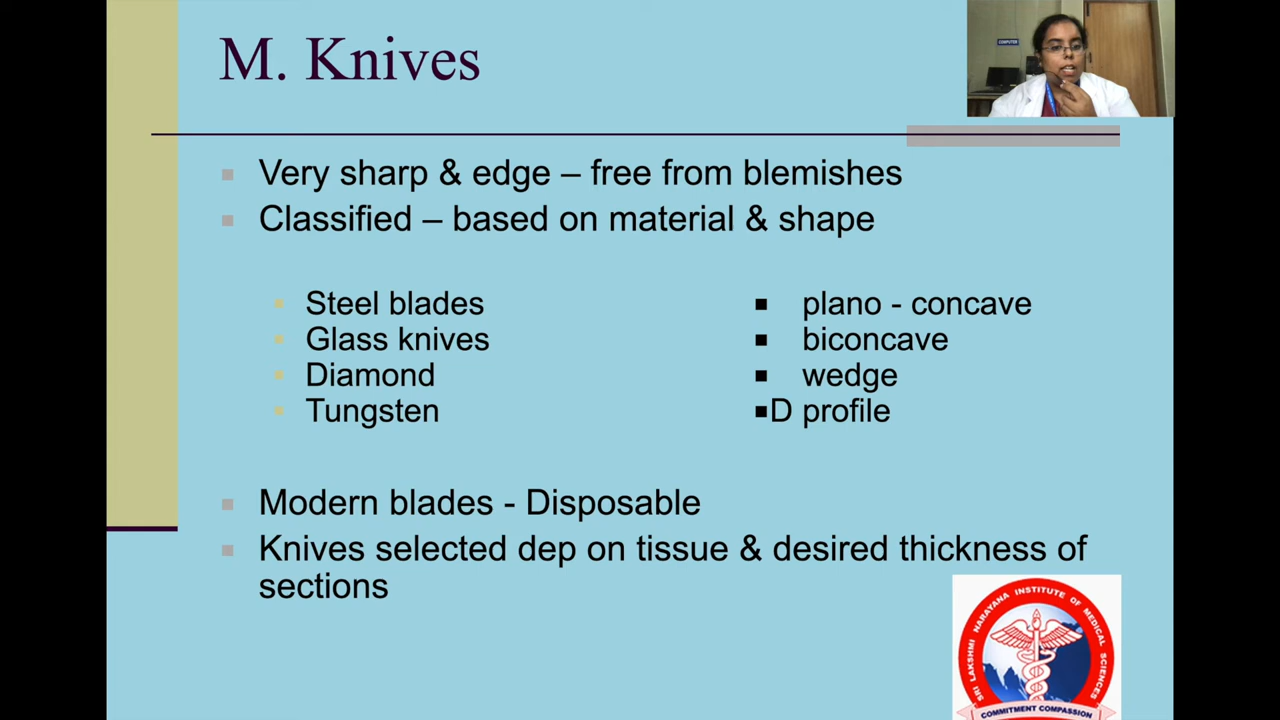 M. Knives
COMPUTER
Very sharp & edge – free from blemishes
Classified – based on material & shape
Steel blades
Glass knives
Diamond
Tungsten
plano - concave
biconcave
wedge
D profile
Modern blades - Disposable
Knives selected dep on tissue & desired thickness of
sections
SRI LAKSHMI NARAYANA INSTITUTE OF MEDICAL SCIENCES
COMMITMENT COMPASSION